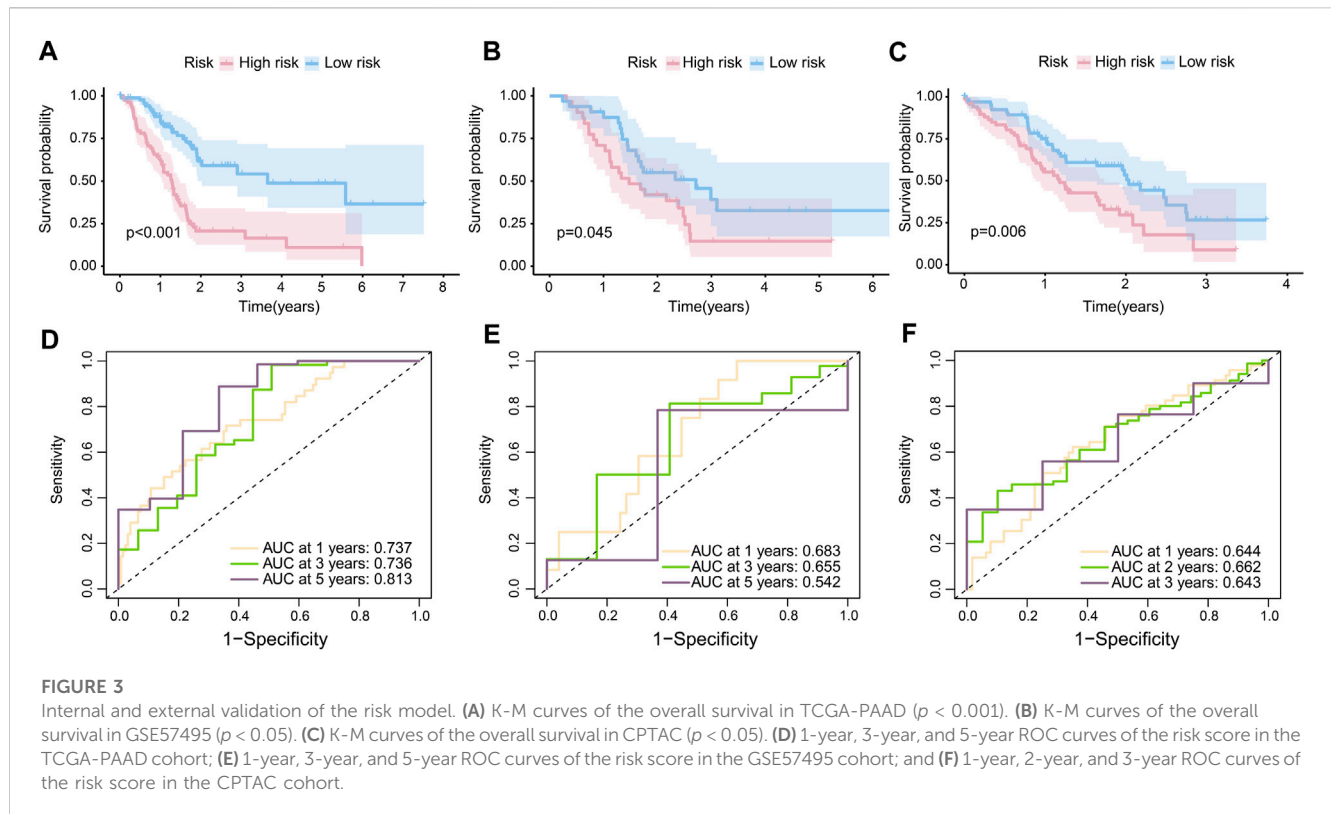 A
Risk High risk Low risk
Survival probability
1.00
0.75
0.50
0.25
0.00
p<0.001
0 1 2 3 4 5 6 7 8
Time(years)
B
Risk High risk Low risk
Survival probability
1.00
0.75
0.50
0.25
0.00
p=0.045
0 1 2 3 4 5 6
Time(years)
C
Risk High risk Low risk
Survival probability
1.00
0.75
0.50
0.25
0.00
p=0.006
0 1 2 3 4
Time(years)
D
Sensitivity
1.0
0.8
0.6
0.4
0.2
0.0
AUC at 1 years: 0.737
AUC at 3 years: 0.736
AUC at 5 years: 0.813
0.0 0.2 0.4 0.6 0.8 1.0
1−Specificity
E
Sensitivity
1.0
0.8
0.6
0.4
0.2
0.0
AUC at 1 years: 0.683
AUC at 3 years: 0.655
AUC at 5 years: 0.542
0.0 0.2 0.4 0.6 0.8 1.0
1−Specificity
F
Sensitivity
1.0
0.8
0.6
0.4
0.2
0.0
AUC at 1 years: 0.644
AUC at 2 years: 0.662
AUC at 3 years: 0.643
0.0 0.2 0.4 0.6 0.8 1.0
1−Specificity
FIGURE 3
Internal and external validation of the risk model. (A) K-M curves of the overall survival in TCGA-PAAD (p < 0.001). (B) K-M curves of the overall
survival in GSE57495 (p < 0.05). (C) K-M curves of the overall survival in CPTAC (p < 0.05). (D) 1-year, 3-year, and 5-year ROC curves of the risk score in the
TCGA-PAAD cohort; (E) 1-year, 3-year, and 5-year ROC curves of the risk score in the GSE57495 cohort; and (F) 1-year, 2-year, and 3-year ROC curves of
the risk score in the CPTAC cohort.